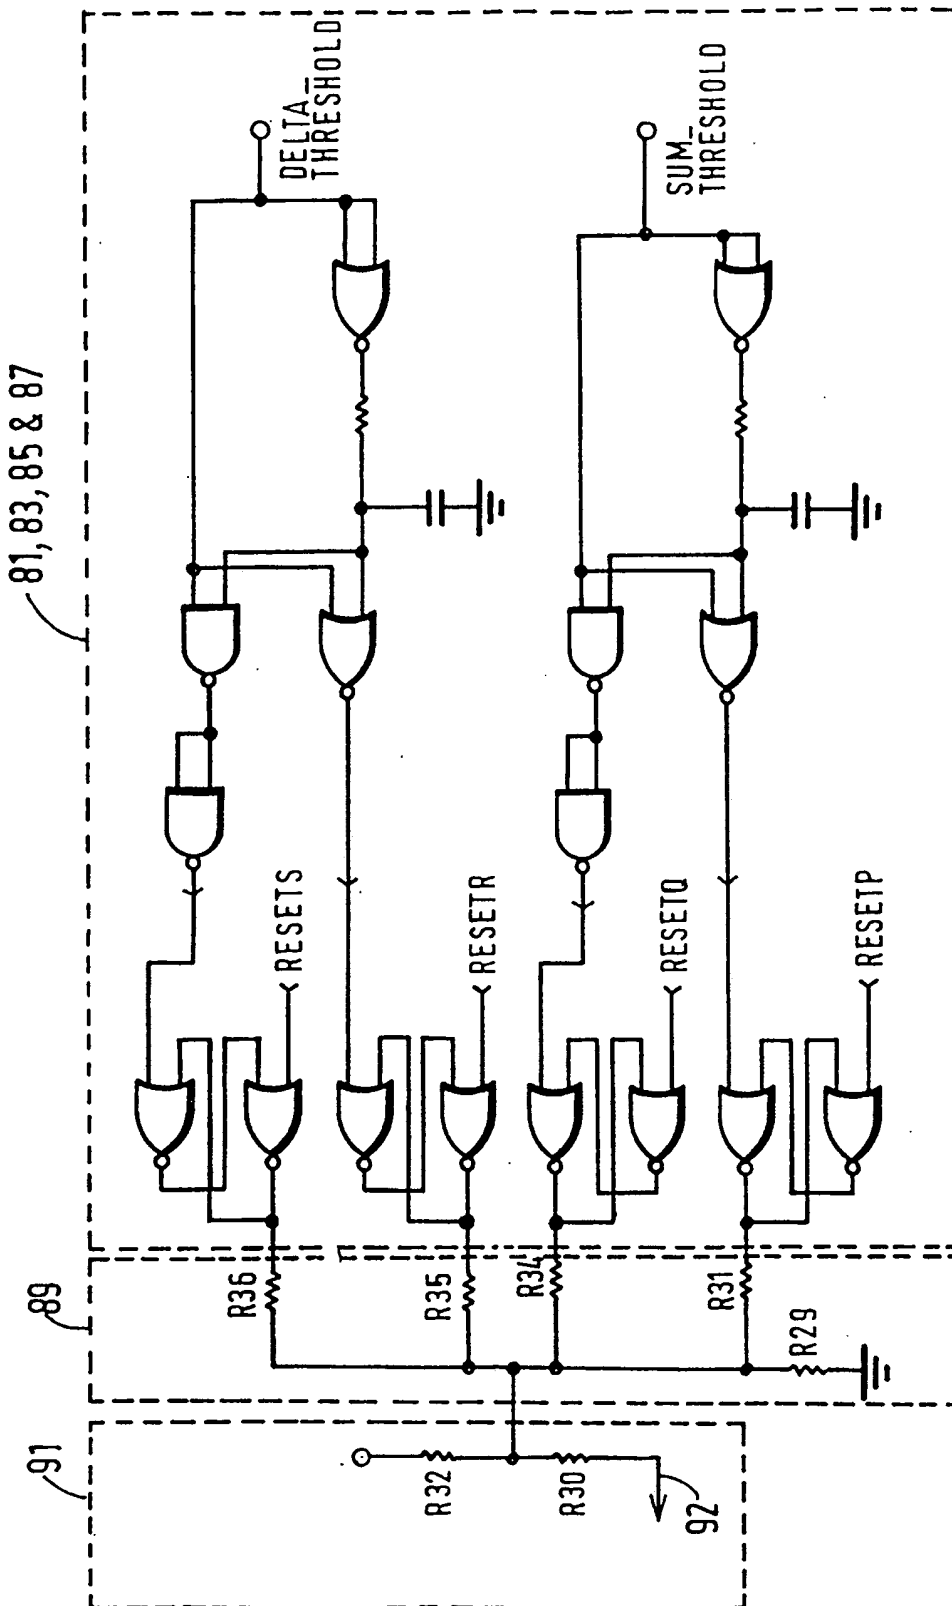 81, 83, 85 & 87
DELTA_
THRESHOLD
SUM_
THRESHOLD
RESETS
RESETR
RESETQ
RESETP
89
R36
R35
R34
R31
R29
91
R32
R30
92